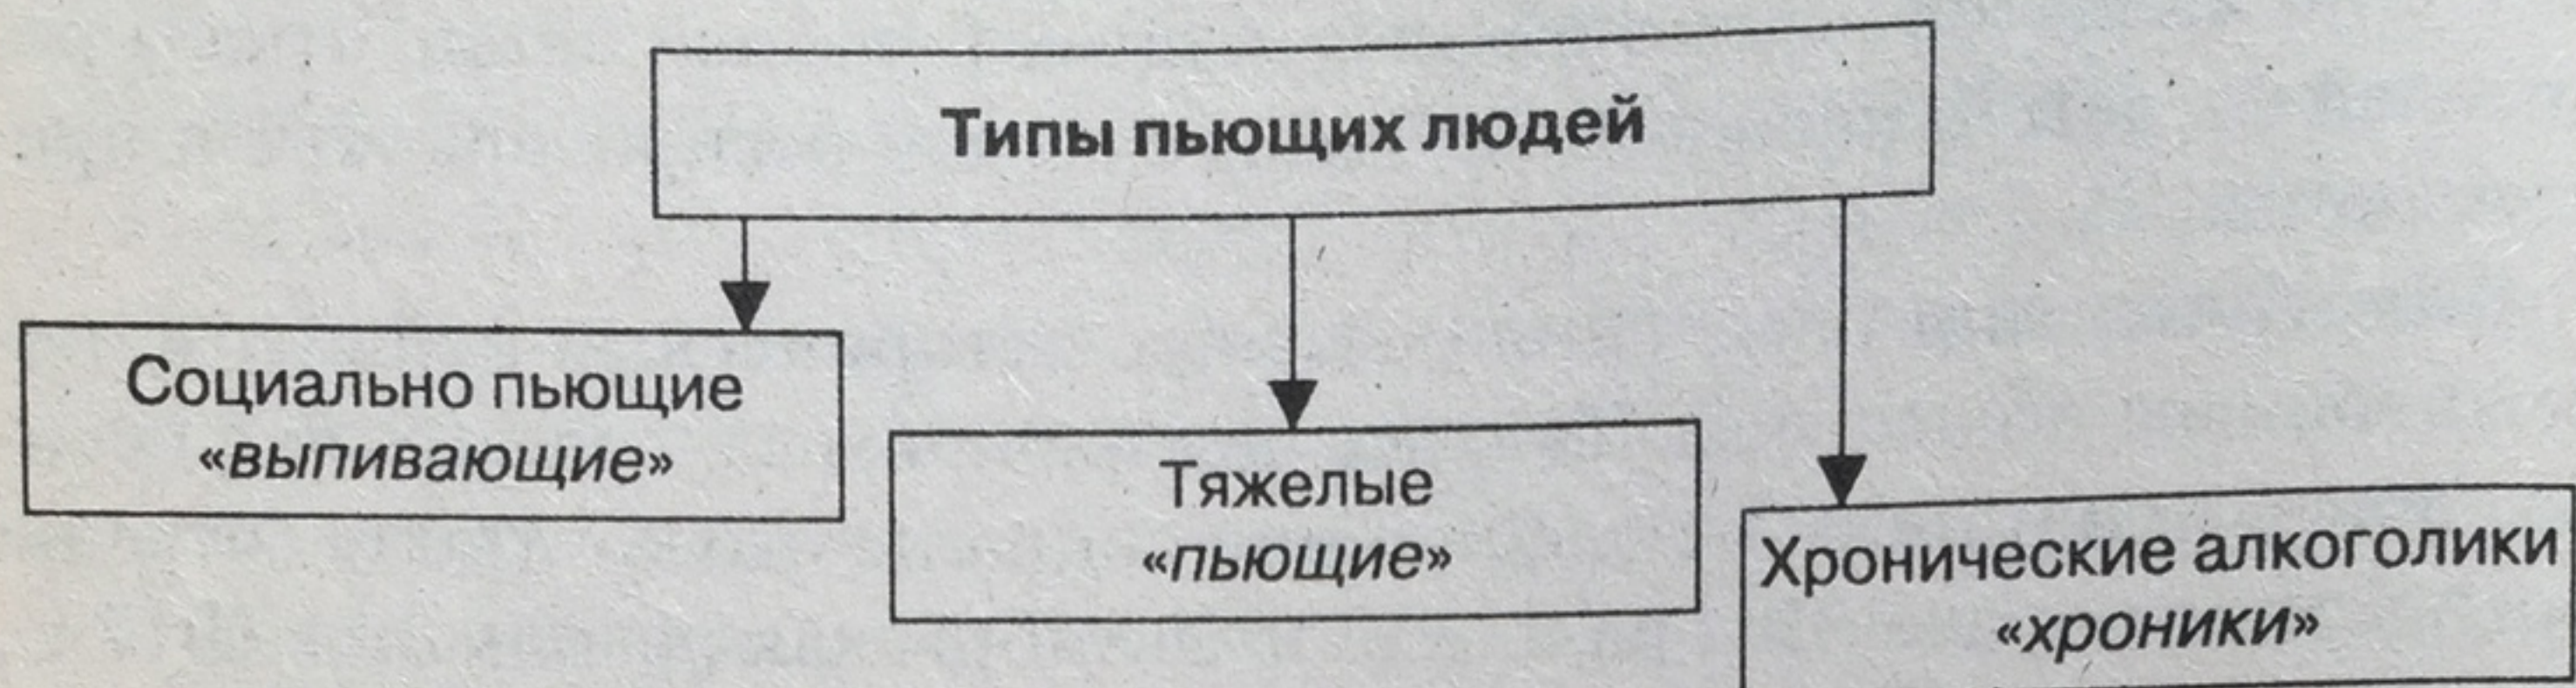 Типы пьющих людей
Социально пьющие
«выпивающие»
Тяжелые
«пьющие»
Хронические алкоголики
«хроники»